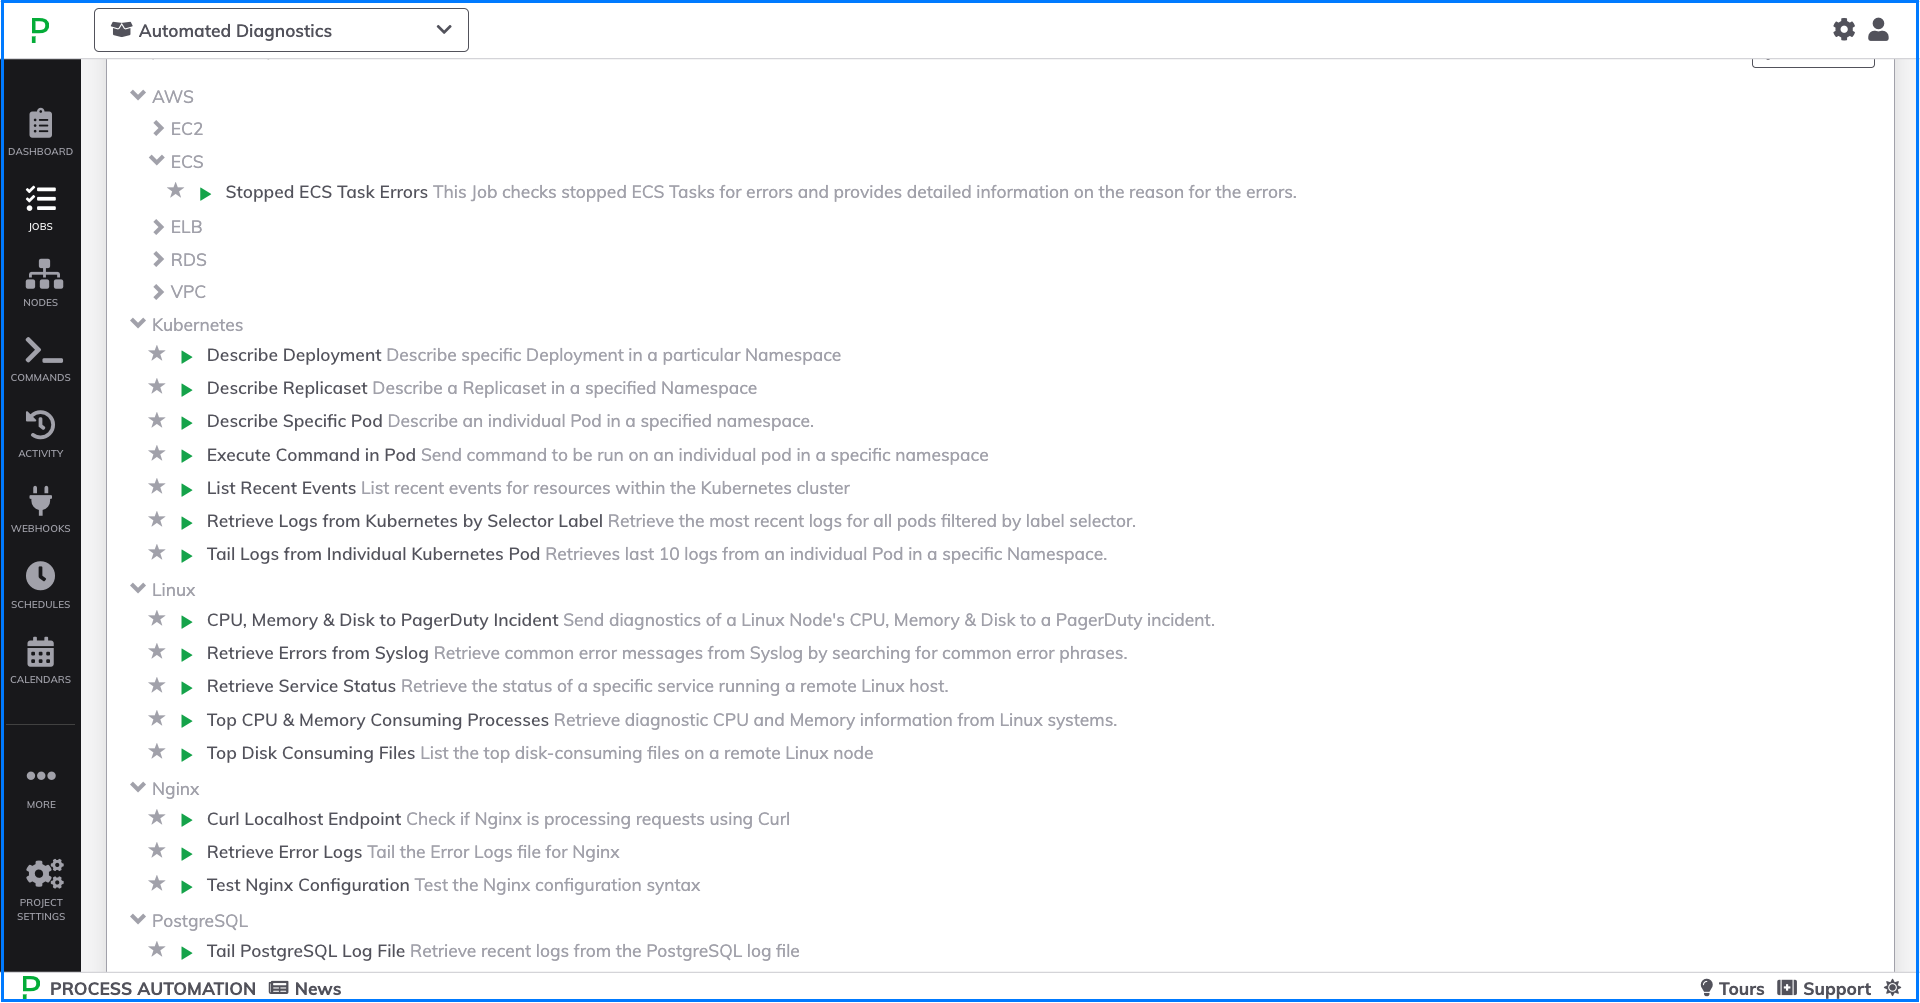 Automated Diagnostics
DASHBOARD
JOBS
NODES
COMMANDS
ACTIVITY
WEBHOOKS
SCHEDULES
CALENDARS
MORE
PROJECT
SETTINGS
AWS
EC2
ECS
Stopped ECS Task Errors This Job checks stopped ECS Tasks for errors and provides detailed information on the reason for the errors.
ELB
RDS
VPC
Kubernetes
Describe Deployment Describe specific Deployment in a particular Namespace
Describe Replicaset Describe a Replicaset in a specified Namespace
Describe Specific Pod Describe an individual Pod in a specified namespace.
Execute Command in Pod Send command to be run on an individual pod in a specific namespace
List Recent Events List recent events for resources within the Kubernetes cluster
Retrieve Logs from Kubernetes by Selector Label Retrieve the most recent logs for all pods filtered by label selector.
Tail Logs from Individual Kubernetes Pod Retrieves last 10 logs from an individual Pod in a specific Namespace.
Linux
CPU, Memory & Disk to PagerDuty Incident Send diagnostics of a Linux Node's CPU, Memory & Disk to a PagerDuty incident.
Retrieve Errors from Syslog Retrieve common error messages from Syslog by searching for common error phrases.
Retrieve Service Status Retrieve the status of a specific service running a remote Linux host.
Top CPU & Memory Consuming Processes Retrieve diagnostic CPU and Memory information from Linux systems.
Top Disk Consuming Files List the top disk-consuming files on a remote Linux node
Nginx
Curl Localhost Endpoint Check if Nginx is processing requests using Curl
Retrieve Error Logs Tail the Error Logs file for Nginx
Test Nginx Configuration Test the Nginx configuration syntax
PostgreSQL
Tail PostgreSQL Log File Retrieve recent logs from the PostgreSQL log file
P PROCESS AUTOMATION News
Tours Support